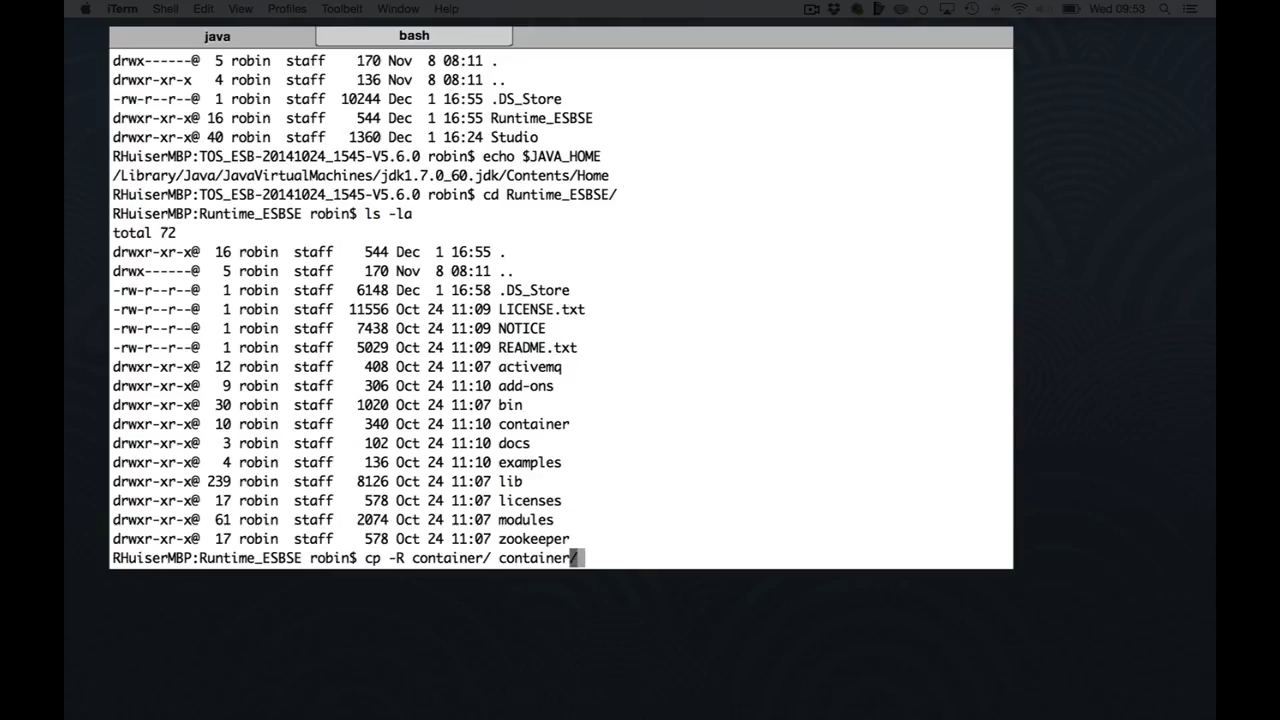 iTerm Shell Edit View Profiles Toolbelt Window Help Wed 09:53
java bash
drwx------@ 5 robin staff 170 Nov 8 08:11 .
drwxr-xr-x 4 robin staff 136 Nov 8 08:11 ..
-rw-r--r--@ 1 robin staff 10244 Dec 1 16:55 .DS_Store
drwxr-xr-x@ 16 robin staff 544 Dec 1 16:55 Runtime_ESBSE
drwxr-xr-x@ 40 robin staff 1360 Dec 1 16:24 Studio
RHuiserMBP:TOS_ESB-20141024_1545-V5.6.0 robin$ echo $JAVA_HOME
/Library/Java/JavaVirtualMachines/jdk1.7.0_60.jdk/Contents/Home
RHuiserMBP:TOS_ESB-20141024_1545-V5.6.0 robin$ cd Runtime_ESBSE/
RHuiserMBP:Runtime_ESBSE robin$ ls -la
total 72
drwxr-xr-x@ 16 robin staff 544 Dec 1 16:55 .
drwx------@ 5 robin staff 170 Nov 8 08:11 ..
-rw-r--r--@ 1 robin staff 6148 Dec 1 16:58 .DS_Store
-rw-r--r--@ 1 robin staff 11556 Oct 24 11:09 LICENSE.txt
-rw-r--r--@ 1 robin staff 7438 Oct 24 11:09 NOTICE
-rw-r--r--@ 1 robin staff 5029 Oct 24 11:09 README.txt
drwxr-xr-x@ 12 robin staff 408 Oct 24 11:07 activemq
drwxr-xr-x@ 9 robin staff 306 Oct 24 11:10 add-ons
drwxr-xr-x@ 30 robin staff 1020 Oct 24 11:07 bin
drwxr-xr-x@ 10 robin staff 340 Oct 24 11:10 container
drwxr-xr-x@ 3 robin staff 102 Oct 24 11:10 docs
drwxr-xr-x@ 4 robin staff 136 Oct 24 11:10 examples
drwxr-xr-x@ 239 robin staff 8126 Oct 24 11:07 lib
drwxr-xr-x@ 17 robin staff 578 Oct 24 11:07 licenses
drwxr-xr-x@ 61 robin staff 2074 Oct 24 11:07 modules
drwxr-xr-x@ 17 robin staff 578 Oct 24 11:07 zookeeper
RHuiserMBP:Runtime_ESBSE robin$ cp -R container/ container/